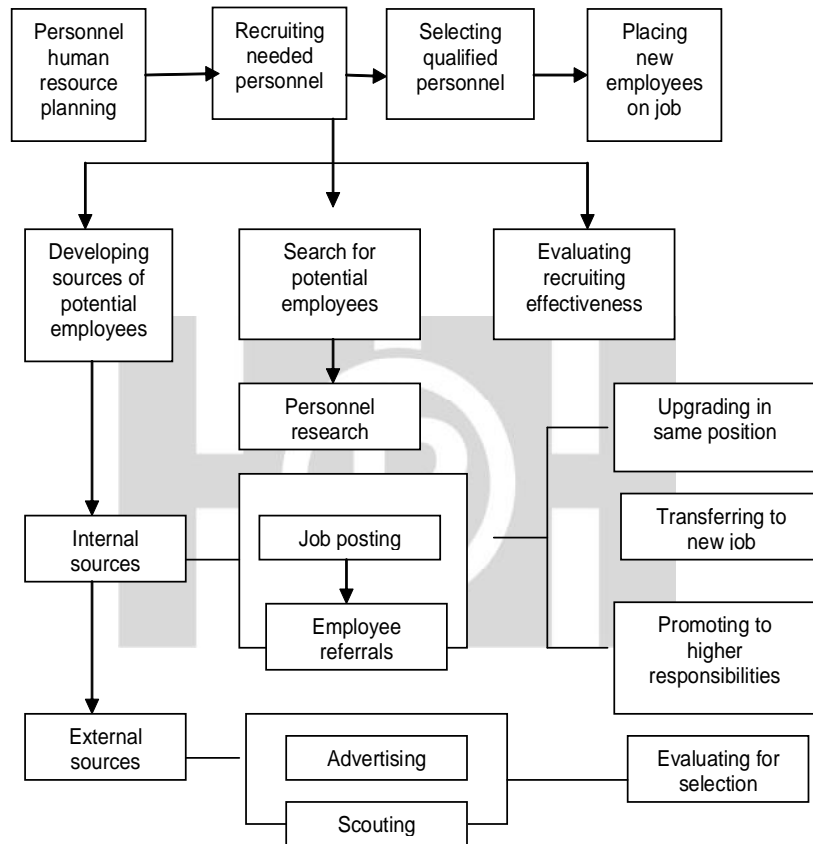 Personnel
human
resource
planning
Recruiting
needed
personnel
Selecting
qualified
personnel
Placing
new
employees
on job
Developing
sources of
potential
employees
Search for
potential
employees
Evaluating
recruiting
effectiveness
Personnel
research
Upgrading in
same position
Internal
sources
Job posting
Transferring to
new job
Employee
referrals
Promoting to
higher
responsibilities
External
sources
Advertising
Evaluating for
selection
Scouting